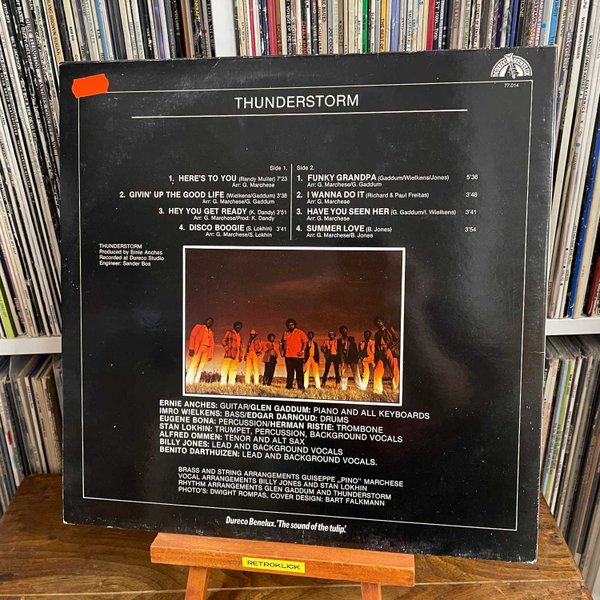 77.014
THUNDERSTORM
Side 1.
1. HERE'S TO YOU (Randy Muller) 7'23
Arr: G. Marchese
2. GIVIN' UP THE GOOD LIFE (Wielkens/Gaddum) 3'38
Arr: G. Marchese/G. Gaddum
3. HEY YOU GET READY (K. Dandy) 3'51
Arr: G. Marchese/Prod: K. Dandy
4. DISCO BOOGIE (S. Lokhin) 3'41
Arr: G. Marchese/S. Lokhin
Side 2.
1. FUNKY GRANDPA (Gaddum/Wielkens/Jones) 5'36
Arr: G. Marchese/G. Gaddum
2. I WANNA DO IT (Richard & Paul Freitas) 3'48
Arr: G. Marchese
3. HAVE YOU SEEN HER (G. Gaddum/I. Wielkens) 3'41
Arr: G. Marchese
4. SUMMER LOVE (B. Jones) 3'54
Arr: G. Marchese/B. Jones
THUNDERSTORM
Produced by Ernie Anches
Recorded at Dureco Studio
Engineer: Sander Bos
ERNIE ANCHES: GUITAR/GLEN GADDUM: PIANO AND ALL KEYBOARDS
IMRO WIELKENS: BASS/EDGAR DARNOUD: DRUMS
EUGENE BONA: PERCUSSION/HERMAN RISTIE: TROMBONE
STAN LOKHIN: TRUMPET, PERCUSSION, BACKGROUND VOCALS
ALFRED OMMEN: TENOR AND ALT SAX
BILLY JONES: LEAD AND BACKGROUND VOCALS
BENITO DARTHUIZEN: LEAD AND BACKGROUND VOCALS.
BRASS AND STRING ARRANGEMENTS GUISEPPE „PINO" MARCHESE
VOCAL ARRANGEMENTS BILLY JONES AND STAN LOKHIN
RHYTHM ARRANGEMENTS GLEN GADDUM AND THUNDERSTORM
PHOTO'S: DWIGHT ROMPAS, COVER DESIGN: BART FALKMANN
Dureco Benelux. 'The sound of the tulip.'
RETROKLICK